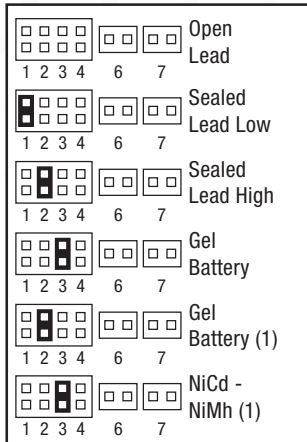 Open
Lead
1 2 3 4 6 7
Sealed
Lead Low
1 2 3 4 6 7
Sealed
Lead High
1 2 3 4 6 7
Gel
Battery
1 2 3 4 6 7
Gel
Battery (1)
1 2 3 4 6 7
NiCd -
NiMh (1)
1 2 3 4 6 7